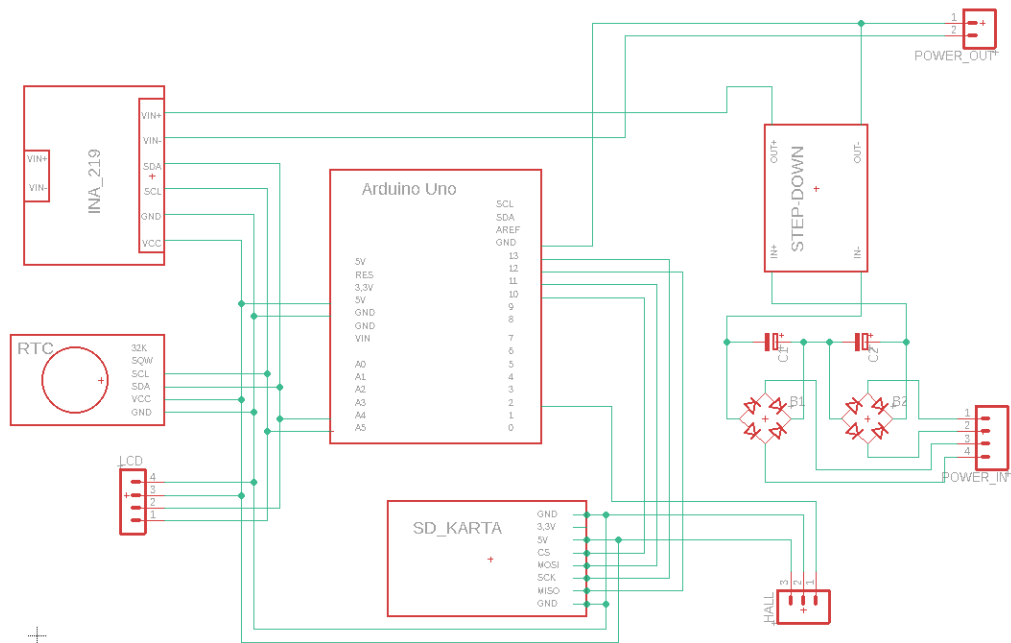 1
2
POWER_OUT
VIN+
VIN-
SDA
SCL
GND
VCC
VIN+
VIN-
INA_219
Arduino Uno
SCL
SDA
AREF
GND
13
12
11
10
9
8
7
6
5
4
3
2
1
0
5V
RES
3,3V
5V
GND
GND
VIN
A0
A1
A2
A3
A4
A5
OUT+
OUT-
STEP-DOWN
IN+
IN-
RTC
32K
SQW
SCL
SDA
VCC
GND
C1
C2
B1
B2
1
2
3
4
POWER_IN
LCD
4
3
2
1
SD_KARTA
GND
3,3V
5V
CS
MOSI
SCK
MISO
GND
3
2
1
HALL